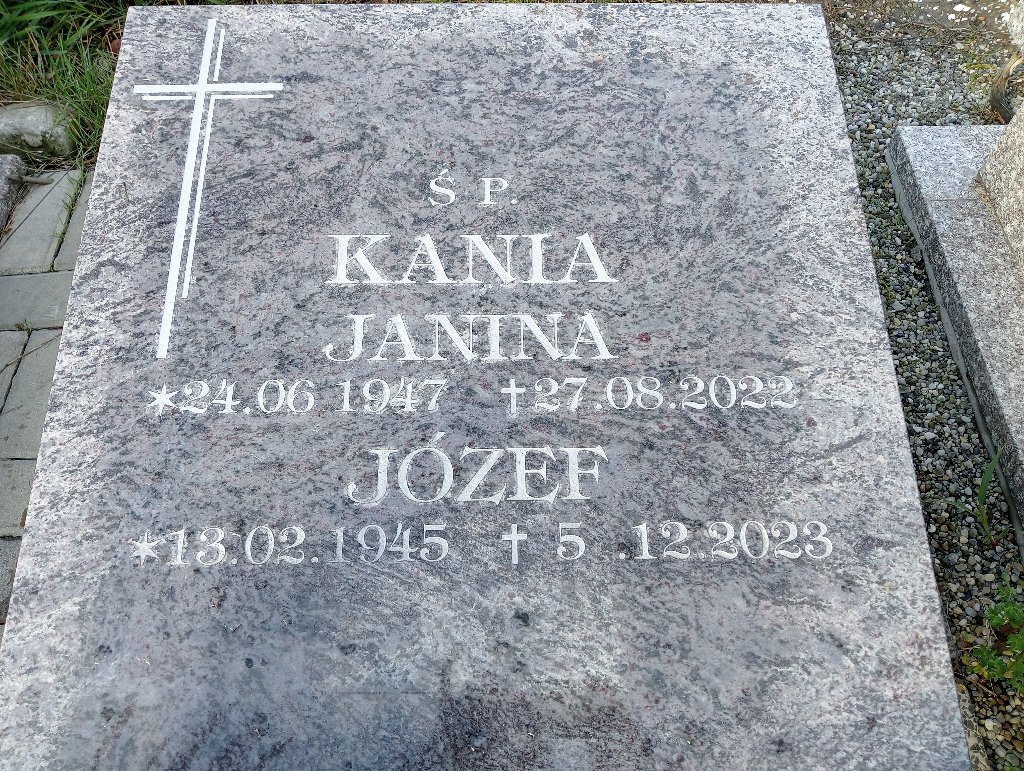 Ś P.
KANIA
JANINA
*24.06 1947 †27.08.2022
JÓZEF
*13.02.1945 † 5 .12.2023